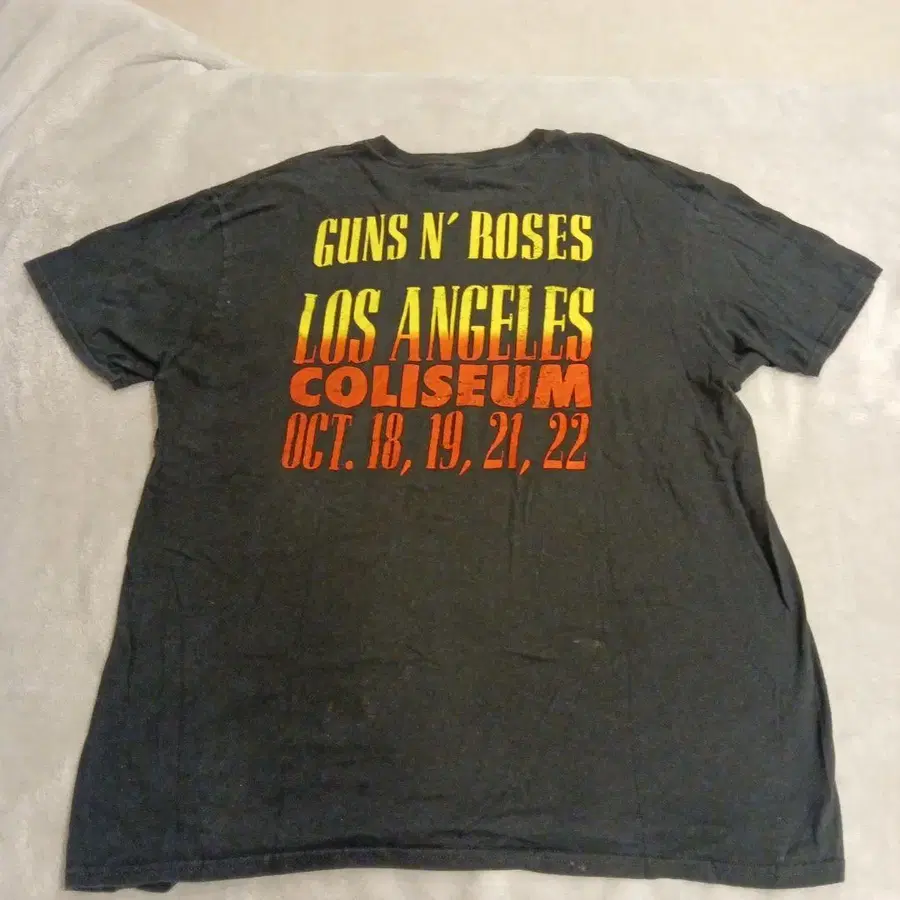 GUNS N' ROSES
LOS ANGELES
COLISEUM
OCT. 18, 19, 21, 22